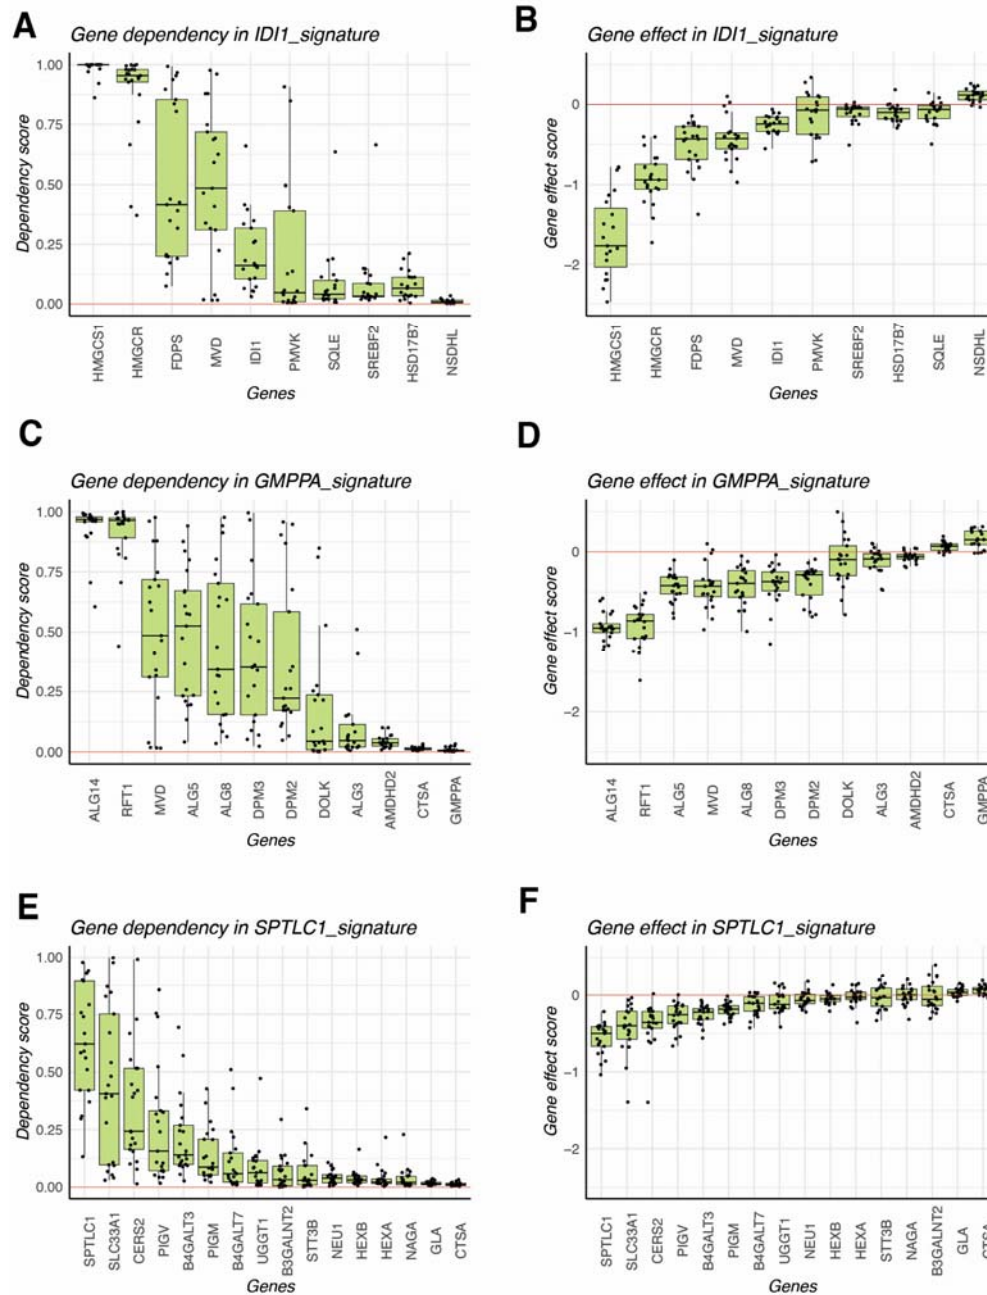 A
Gene dependency in IDI1_signature
Dependency score
1.00
0.75
0.50
0.25
0.00
HMGCS1
HMGCR
FDPS
MVD
IDI1
PMVK
SQLE
SREBF2
HSD17B7
NSDHL
Genes
B
Gene effect in IDI1_signature
Gene effect score
0
−1
−2
HMGCS1
HMGCR
FDPS
MVD
IDI1
PMVK
SREBF2
HSD17B7
SQLE
NSDHL
Genes
C
Gene dependency in GMPPA_signature
Dependency score
1.00
0.75
0.50
0.25
0.00
ALG14
RFT1
MVD
ALG5
ALG8
DPM3
DPM2
DOLK
ALG3
AMDHD2
CTSA
GMPPA
Genes
D
Gene effect in GMPPA_signature
Gene effect score
0
−1
−2
ALG14
RFT1
ALG5
MVD
ALG8
DPM3
DPM2
DOLK
ALG3
AMDHD2
CTSA
GMPPA
Genes
E
Gene dependency in SPTLC1_signature
Dependency score
1.00
0.75
0.50
0.25
0.00
SPTLC1
SLC33A1
CERS2
PIGV
B4GALT3
PIGM
B4GALT7
UGGT1
B3GALNT2
STT3B
NEU1
HEXB
HEXA
NAGA
GLA
CTSA
Genes
F
Gene effect in SPTLC1_signature
Gene effect score
0
−1
−2
SPTLC1
SLC33A1
CERS2
PIGV
B4GALT3
PIGM
B4GALT7
UGGT1
NEU1
HEXB
HEXA
STT3B
NAGA
B3GALNT2
GLA
CTSA
Genes